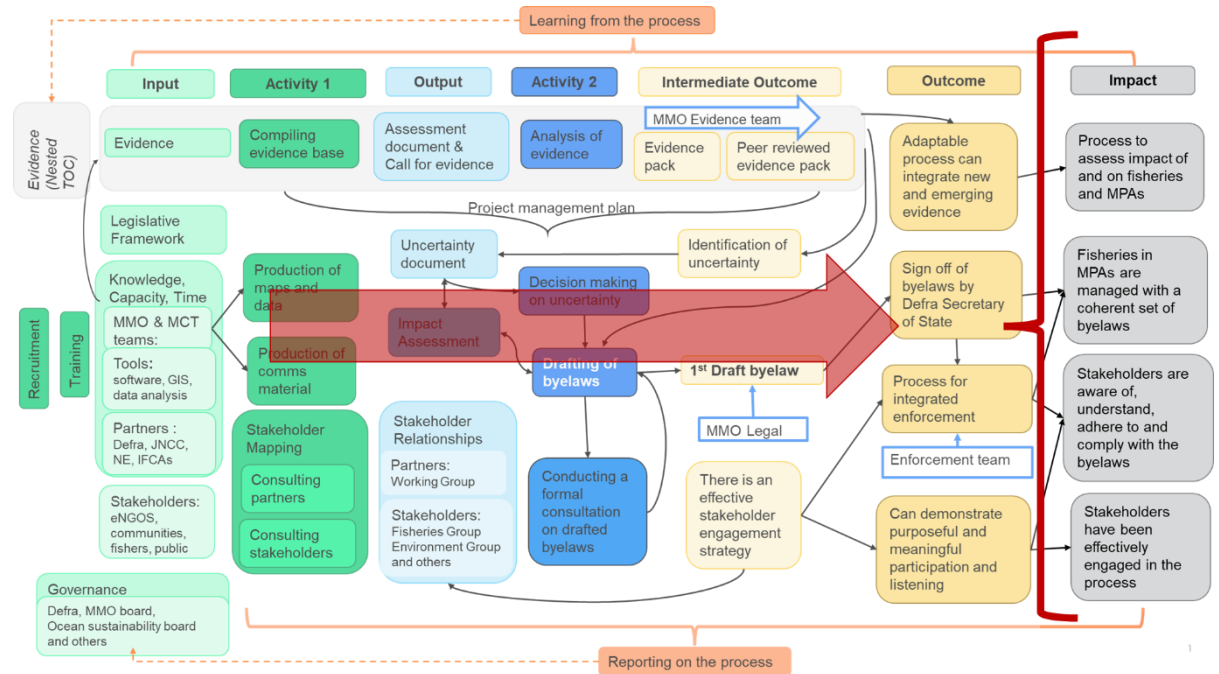 Learning from the process
Input
Activity 1
Output
Activity 2
Intermediate Outcome
Outcome
Impact
Evidence
(Nested
TOC)
Evidence
Compiling
evidence base
Assessment
document &
Call for evidence
Analysis of
evidence
MMO Evidence team
Evidence
pack
Peer reviewed
evidence pack
Adaptable
process can
integrate new
and emerging
evidence
Process to
assess impact of
and on fisheries
and MPAs
Project management plan
Legislative
Framework
Uncertainty
document
Identification of
uncertainty
Knowledge,
Capacity, Time
MMO & MCT
teams:
Tools:
software, GIS,
data analysis
Partners :
Defra, JNCC,
NE, IFCAs
Recruitment
Training
Production of
maps and
data
Decision making
on uncertainty
Impact
Assessment
Sign off of
byelaws by
Defra Secretary
of State
Fisheries in
MPAs are
managed with a
coherent set of
byelaws
Production of
comms
material
Drafting of
byelaws
1st Draft byelaw
Process for
integrated
enforcement
Stakeholders are
aware of,
understand,
adhere to and
comply with the
byelaws
MMO Legal
Enforcement team
Stakeholder
Mapping
Consulting
partners
Consulting
stakeholders
Stakeholder
Relationships
Partners:
Working Group
Stakeholders:
Fisheries Group
Environment Group
and others
Conducting a
formal
consultation
on drafted
byelaws
There is an
effective
stakeholder
engagement
strategy
Can demonstrate
purposeful and
meaningful
participation and
listening
Stakeholders
have been
effectively
engaged in the
process
Stakeholders:
eNGOS,
communities,
fishers, public
Governance
Defra, MMO board,
Ocean sustainability board
and others
Reporting on the process
1